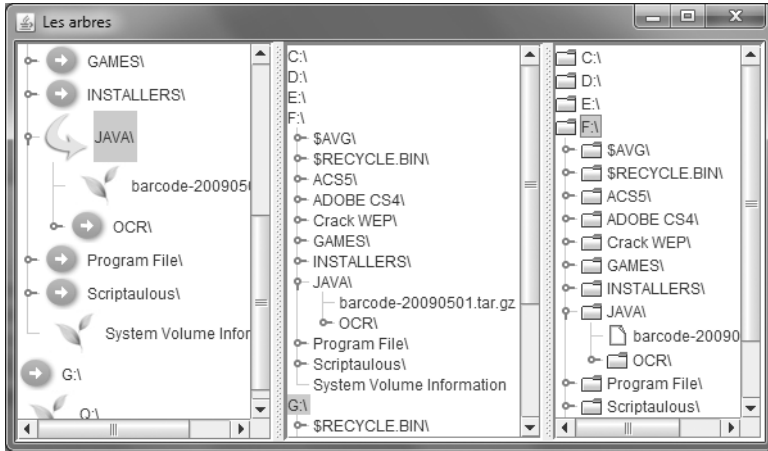 Les arbres
GAMES\
INSTALLERS\
JAVA\
barcode-200905
OCR\
Program File\
Scriptaulous\
System Volume Infor
G:\
Q:\
C:\
D:\
E:\
F:\
$AVG\
$RECYCLE.BIN\
ACS5\
ADOBE CS4\
Crack WEP\
GAMES\
INSTALLERS\
JAVA\
barcode-20090501.tar.gz
OCR\
Program File\
Scriptaulous\
System Volume Information
G:\
$RECYCLE.BIN\
C:\
D:\
E:\
F:\
$AVG\
$RECYCLE.BIN\
ACS5\
ADOBE CS4\
Crack WEP\
GAMES\
INSTALLERS\
JAVA\
barcode-20090
OCR\
Program File\
Scriptaulous\